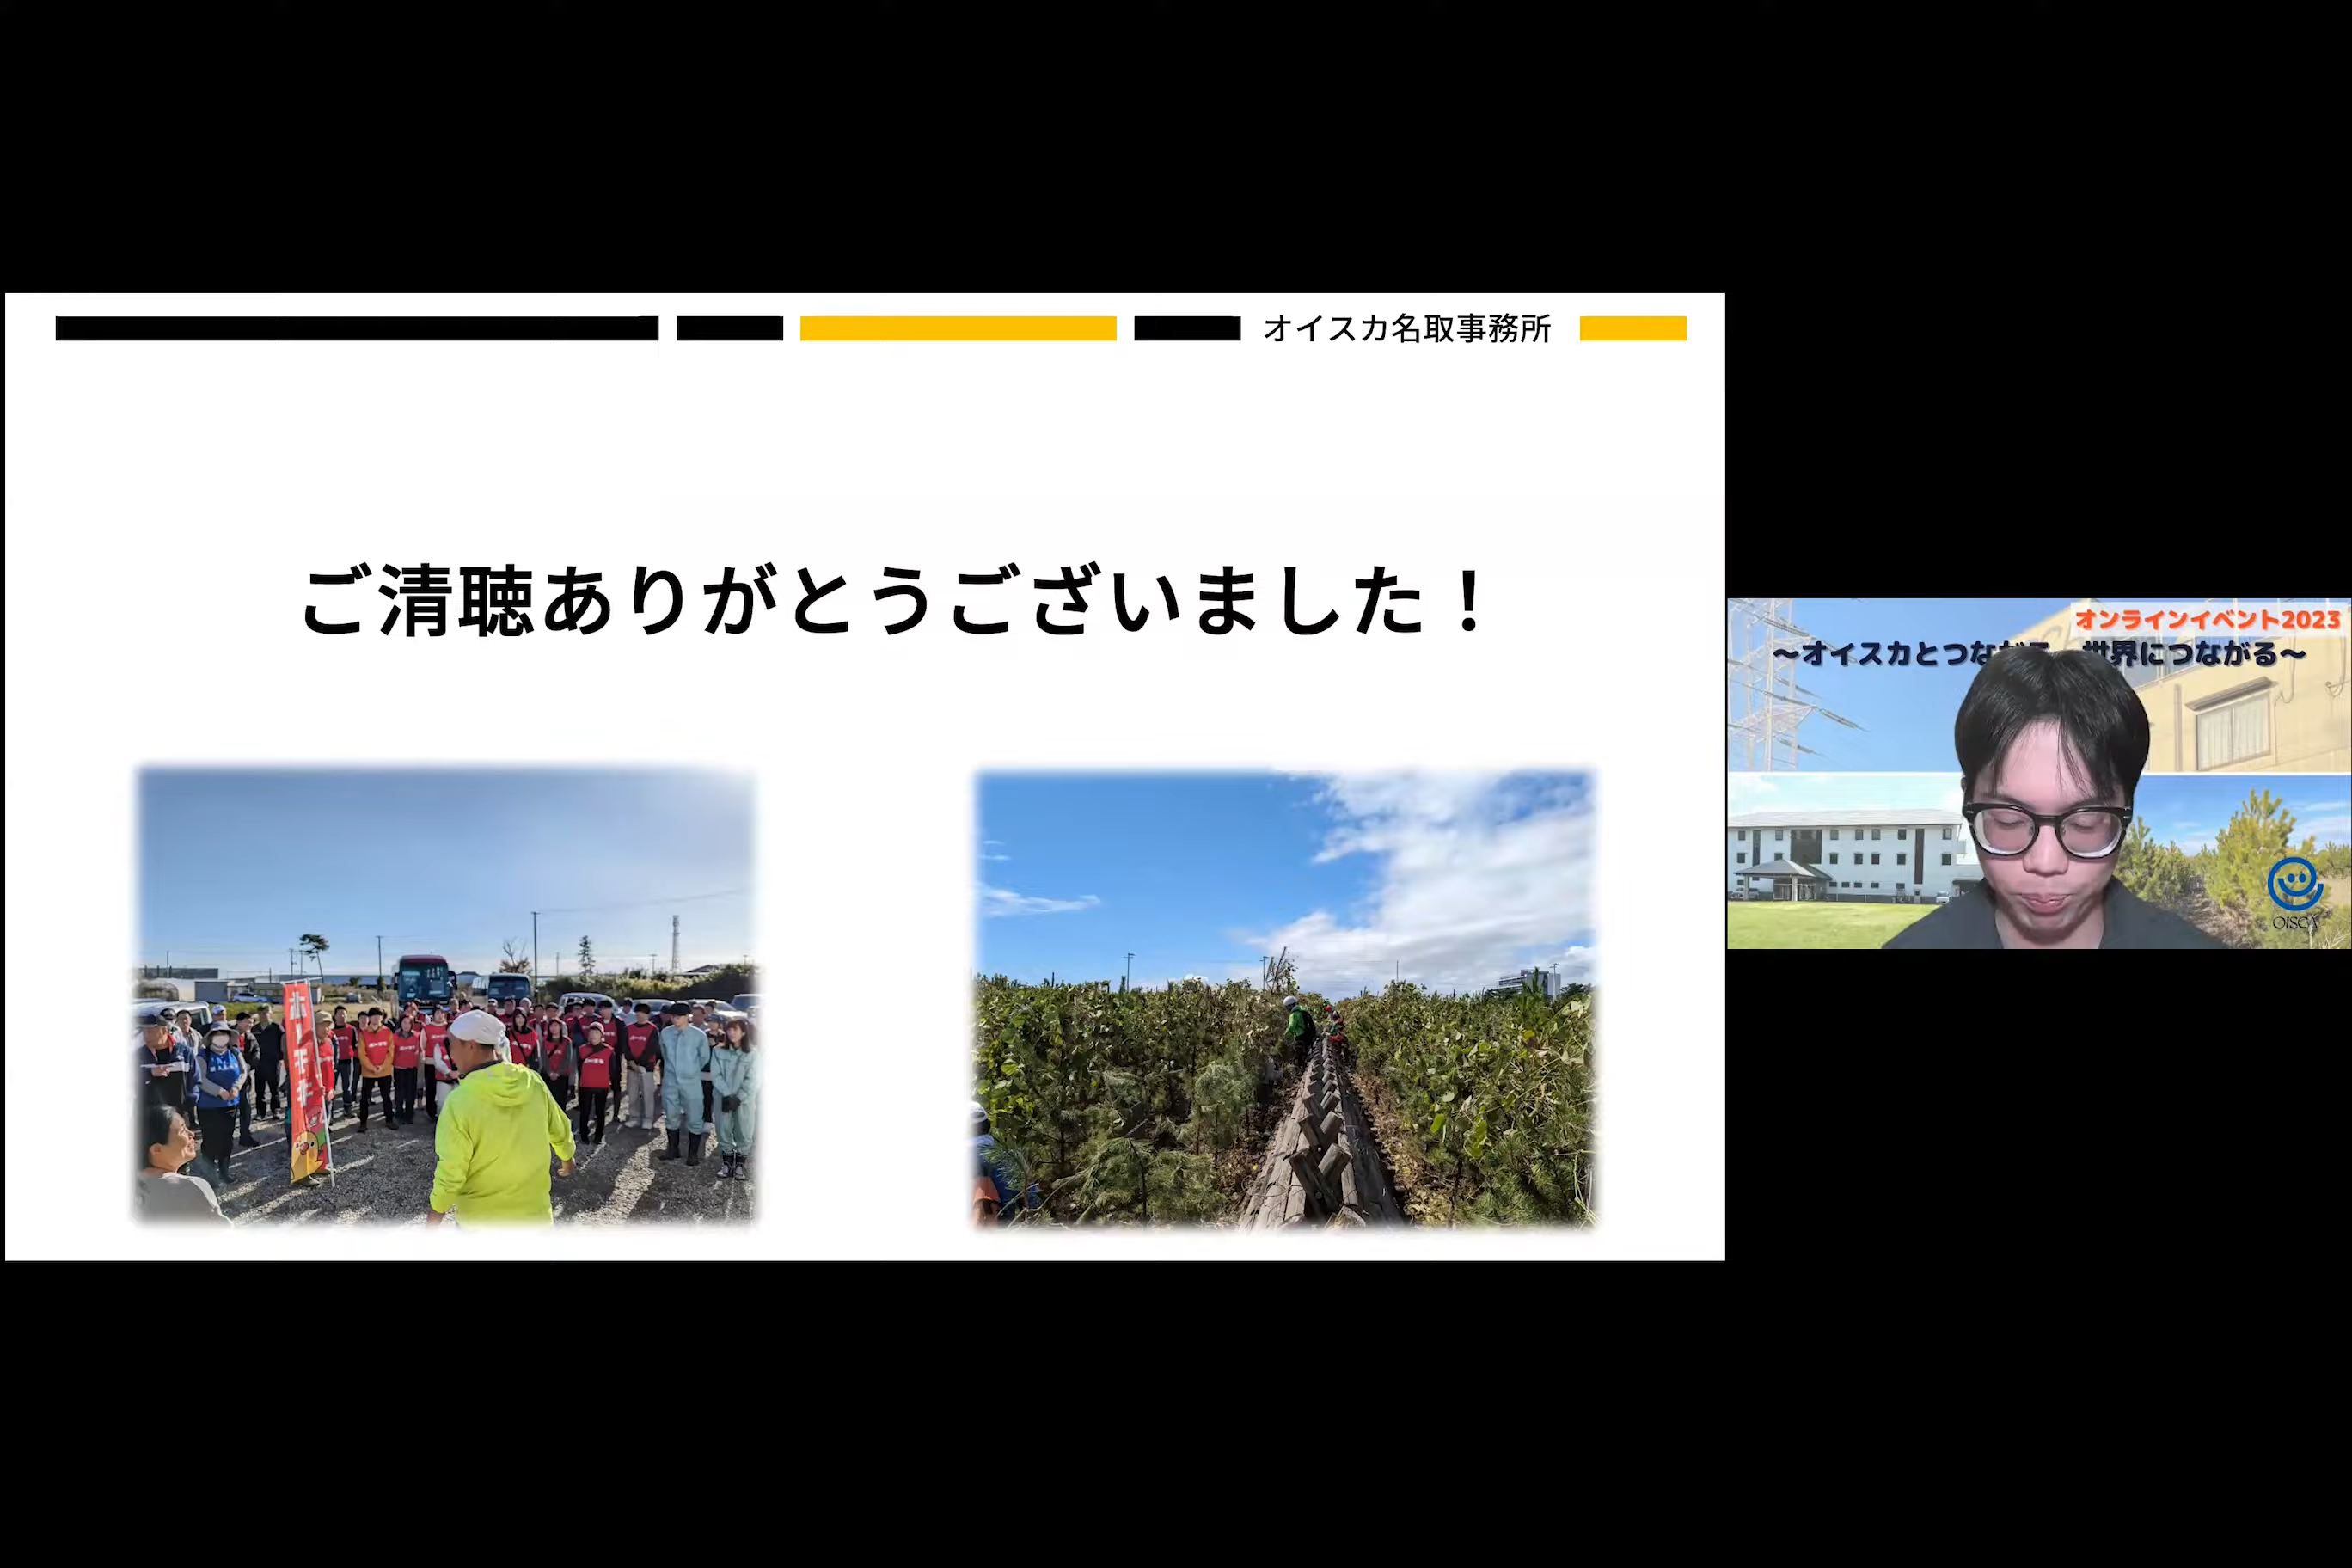 オイスカ名取事務所
ご清聴ありがとうございました！
オンラインイベント2023
〜オイスカとつながる 世界につながる〜
OISCA